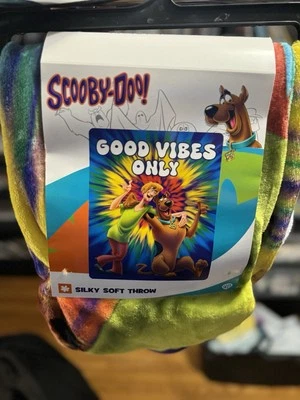 SCOOBY-DOO!
GOOD VIBES
ONLY
SILKY SOFT THROW